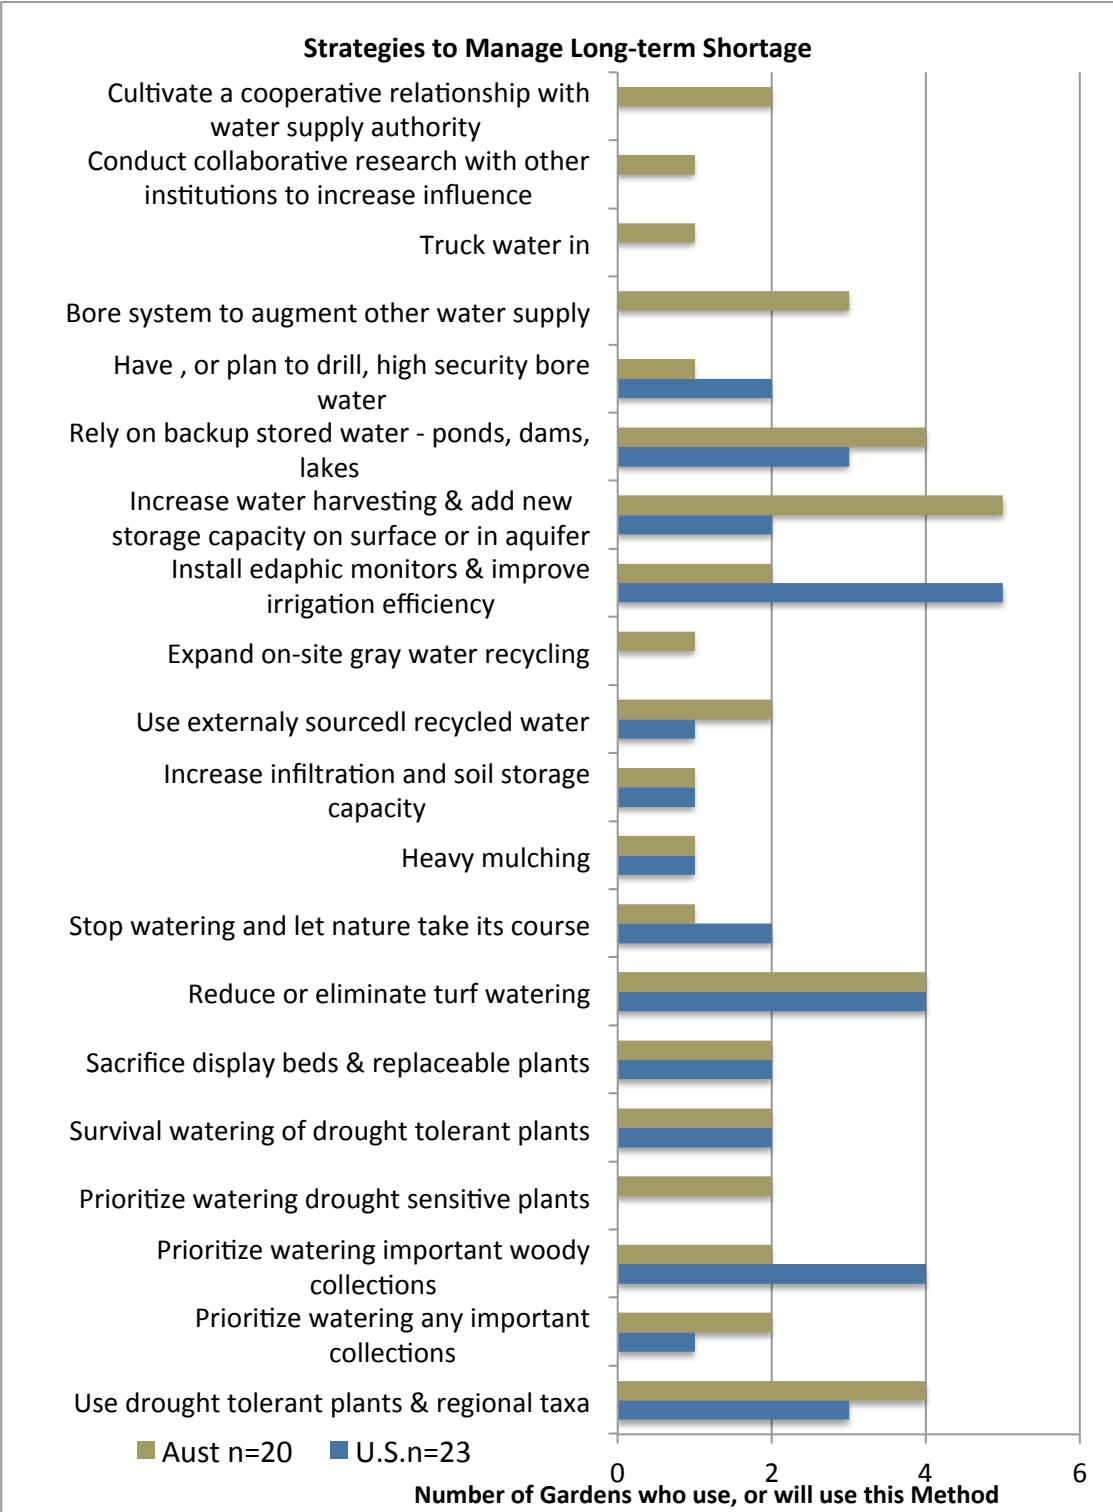 Strategies to Manage Long-term Shortage
Cultivate a cooperative relationship with
water supply authority
Conduct collaborative research with other
institutions to increase influence
Truck water in
Bore system to augment other water supply
Have , or plan to drill, high security bore
water
Rely on backup stored water - ponds, dams,
lakes
Increase water harvesting & add new
storage capacity on surface or in aquifer
Install edaphic monitors & improve
irrigation efficiency
Expand on-site gray water recycling
Use externaly sourcedl recycled water
Increase infiltration and soil storage
capacity
Heavy mulching
Stop watering and let nature take its course
Reduce or eliminate turf watering
Sacrifice display beds & replaceable plants
Survival watering of drought tolerant plants
Prioritize watering drought sensitive plants
Prioritize watering important woody
collections
Prioritize watering any important
collections
Use drought tolerant plants & regional taxa
Aust n=20 U.S.n=23
0 2 4 6
Number of Gardens who use, or will use this Method